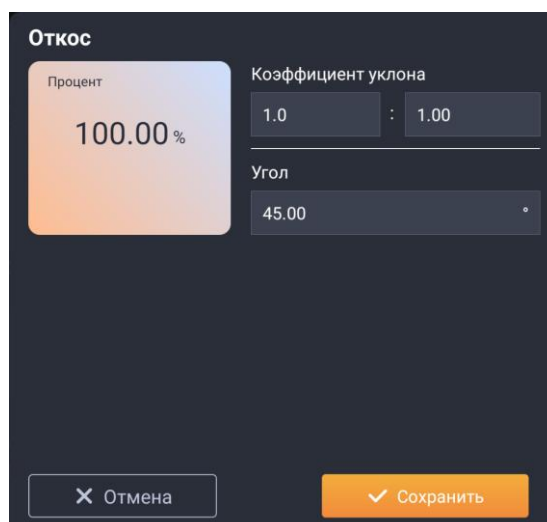 Откос
Процент
100.00 %
Коэффициент уклона
1.0 : 1.00
Угол
45.00 °
Отмена
Сохранить